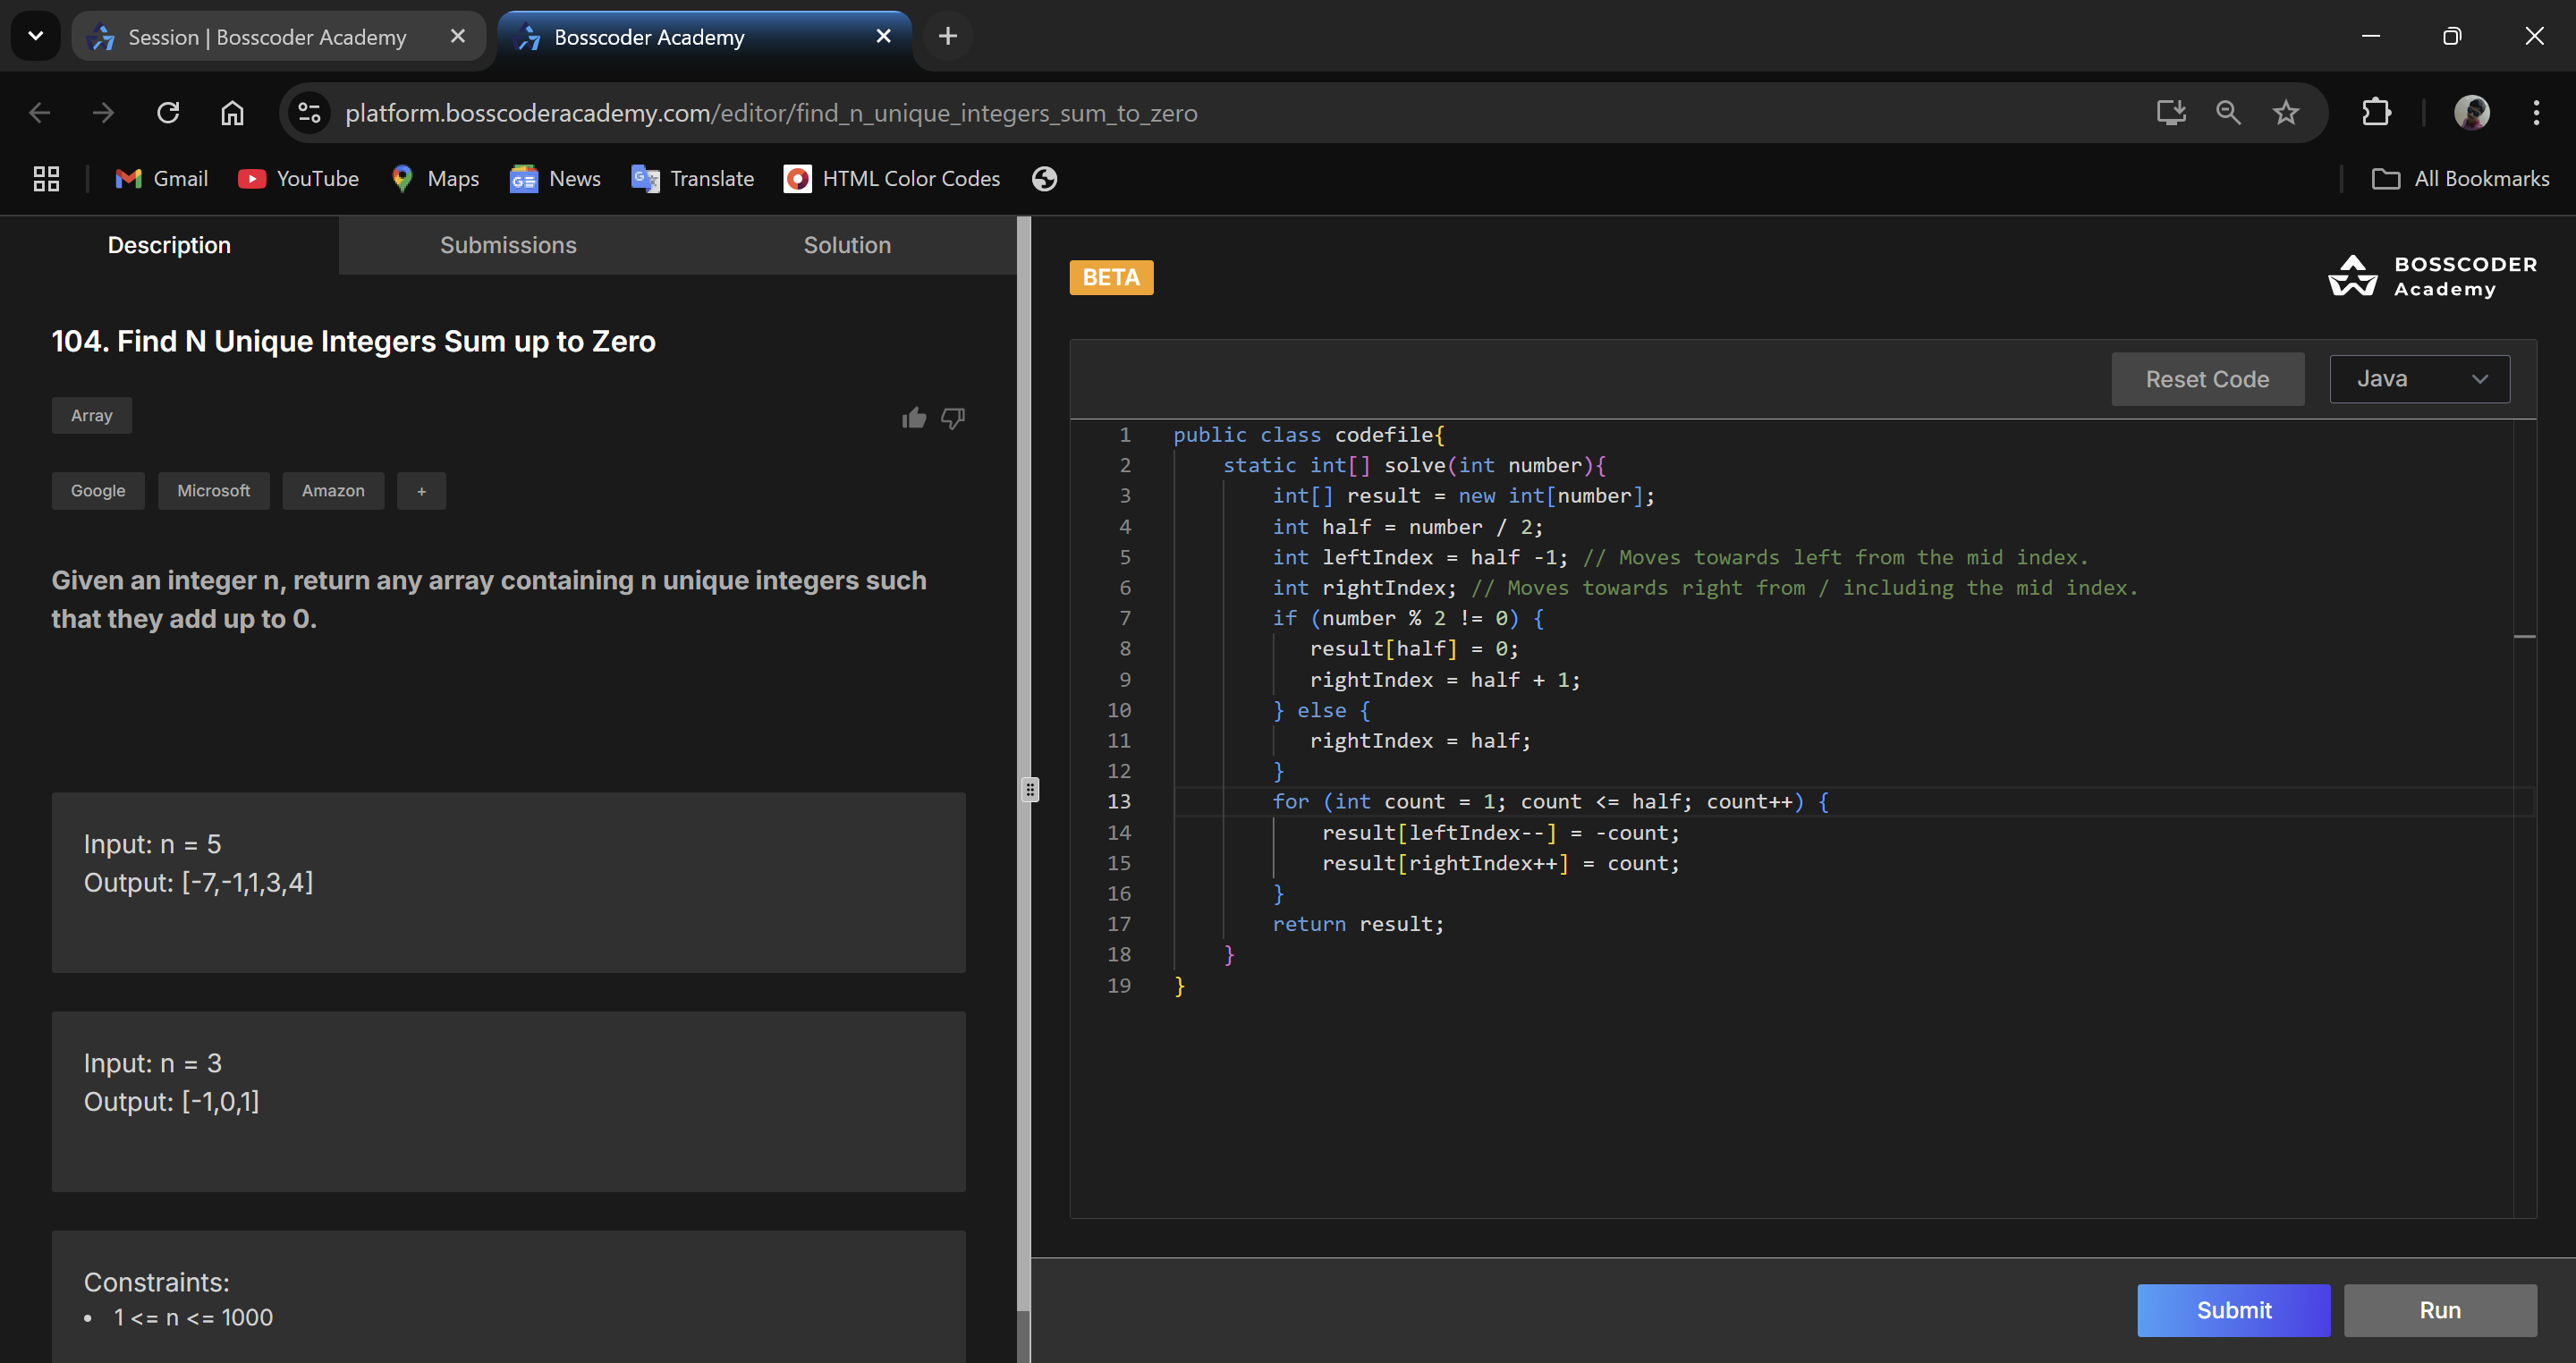 Session | Bosscoder Academy
Bosscoder Academy
platform.bosscoderacademy.com/editor/find_n_unique_integers_sum_to_zero
Gmail
YouTube
Maps
News
Translate
HTML Color Codes
All Bookmarks
Description
Submissions
Solution
104. Find N Unique Integers Sum up to Zero
Array
Google
Microsoft
Amazon
+
Given an integer n, return any array containing n unique integers such
that they add up to 0.
Input: n = 5
Output: [-7,-1,1,3,4]
Input: n = 3
Output: [-1,0,1]
Constraints:
• 1 <= n <= 1000
BETA
BOSSCODER
Academy
Reset Code
Java
1 public class codefile{
2 static int[] solve(int number){
3 int[] result = new int[number];
4 int half = number / 2;
5 int leftIndex = half -1; // Moves towards left from the mid index.
6 int rightIndex; // Moves towards right from / including the mid index.
7 if (number % 2 != 0) {
8 result[half] = 0;
9 rightIndex = half + 1;
10 } else {
11 rightIndex = half;
12 }
13 for (int count = 1; count <= half; count++) {
14 result[leftIndex--] = -count;
15 result[rightIndex++] = count;
16 }
17 return result;
18 }
19 }
Submit
Run